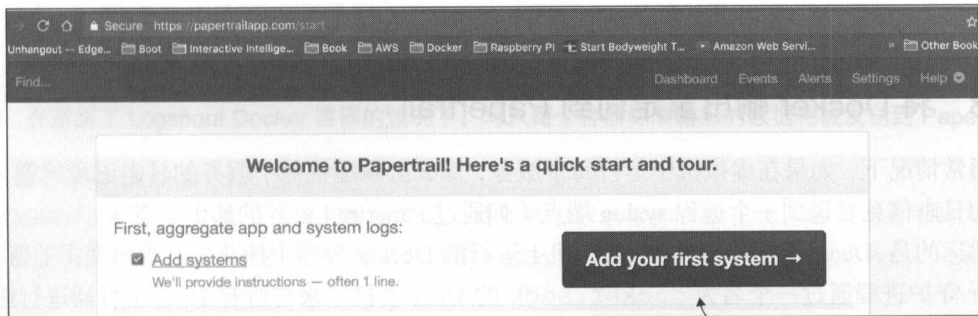 Secure https://papertrailapp.com/start
Unhangout -- Edge... Boot Interactive Intellige... Book AWS Docker Raspberry PI Start Bodyweight T... Amazon Web Servi... » Other Book
Find... Dashboard Events Alerts Settings Help
Welcome to Papertrail! Here's a quick start and tour.
First, aggregate app and system logs:
Add systems
We'll provide instructions — often 1 line.
Add your first system →